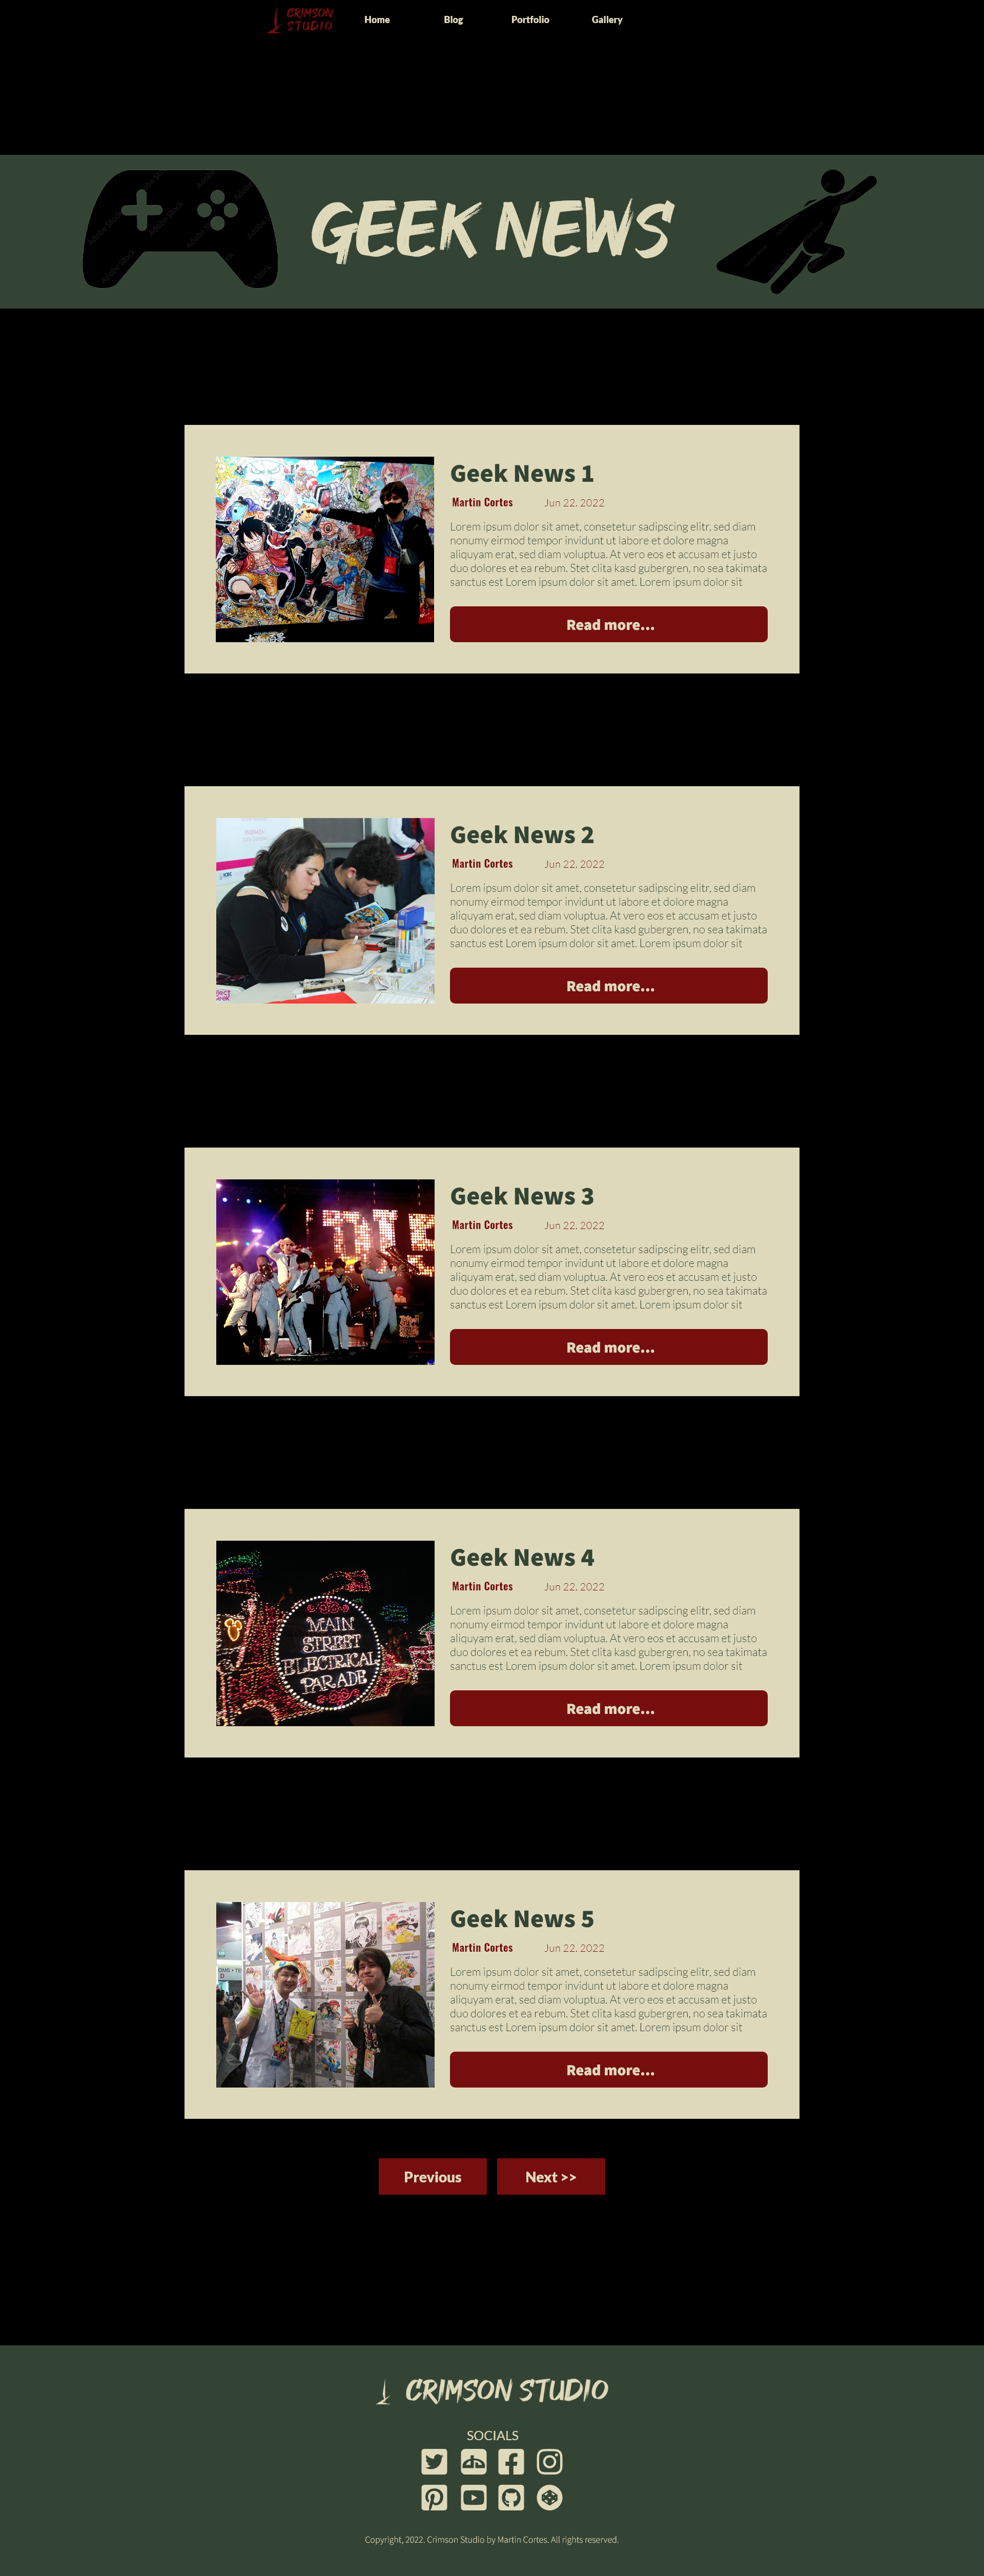 CRIMSON
STUDIO
Home
Blog
Portfolio
Gallery
GEEK NEWS
Geek News 1
Martin Cortes
Jun 22. 2022
Lorem ipsum dolor sit amet, consetetur sadipscing elitr, sed diam
nonumy eirmod tempor invidunt ut labore et dolore magna
aliquyam erat, sed diam voluptua. At vero eos et accusam et justo
duo dolores et ea rebum. Stet clita kasd gubergren, no sea takimata
sanctus est Lorem ipsum dolor sit amet. Lorem ipsum dolor sit
Read more...
Geek News 2
Martin Cortes
Jun 22. 2022
Lorem ipsum dolor sit amet, consetetur sadipscing elitr, sed diam
nonumy eirmod tempor invidunt ut labore et dolore magna
aliquyam erat, sed diam voluptua. At vero eos et accusam et justo
duo dolores et ea rebum. Stet clita kasd gubergren, no sea takimata
sanctus est Lorem ipsum dolor sit amet. Lorem ipsum dolor sit
Read more...
Geek News 3
Martin Cortes
Jun 22. 2022
Lorem ipsum dolor sit amet, consetetur sadipscing elitr, sed diam
nonumy eirmod tempor invidunt ut labore et dolore magna
aliquyam erat, sed diam voluptua. At vero eos et accusam et justo
duo dolores et ea rebum. Stet clita kasd gubergren, no sea takimata
sanctus est Lorem ipsum dolor sit amet. Lorem ipsum dolor sit
Read more...
Geek News 4
Martin Cortes
Jun 22. 2022
MAIN
STREET
ELECTRICAL
PARADE
Lorem ipsum dolor sit amet, consetetur sadipscing elitr, sed diam
nonumy eirmod tempor invidunt ut labore et dolore magna
aliquyam erat, sed diam voluptua. At vero eos et accusam et justo
duo dolores et ea rebum. Stet clita kasd gubergren, no sea takimata
sanctus est Lorem ipsum dolor sit amet. Lorem ipsum dolor sit
Read more...
Geek News 5
Martin Cortes
Jun 22. 2022
Lorem ipsum dolor sit amet, consetetur sadipscing elitr, sed diam
nonumy eirmod tempor invidunt ut labore et dolore magna
aliquyam erat, sed diam voluptua. At vero eos et accusam et justo
duo dolores et ea rebum. Stet clita kasd gubergren, no sea takimata
sanctus est Lorem ipsum dolor sit amet. Lorem ipsum dolor sit
Read more...
Previous
Next >>
CRIMSON STUDIO
SOCIALS
Copyright, 2022. Crimson Studio by Martin Cortes. All rights reserved.